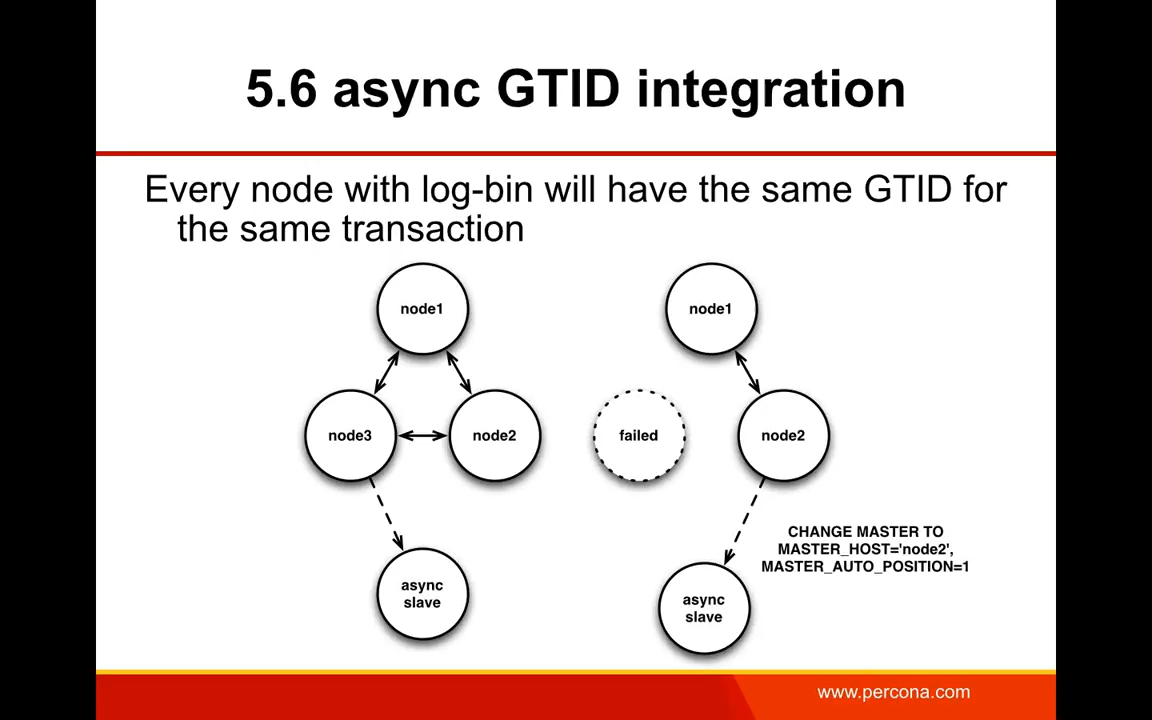 5.6 async GTID integration
Every node with log-bin will have the same GTID for
the same transaction
node1
node3
node2
async
slave
node1
failed
node2
CHANGE MASTER TO
MASTER_HOST='node2',
MASTER_AUTO_POSITION=1
async
slave
www.percona.com